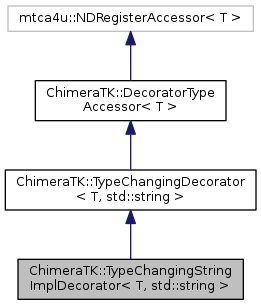 mtca4u::NDRegisterAccessor< T >
ChimeraTK::DecoratorType
Accessor< T >
ChimeraTK::TypeChangingDecorator
< T, std::string >
ChimeraTK::TypeChangingString
ImplDecorator< T, std::string >